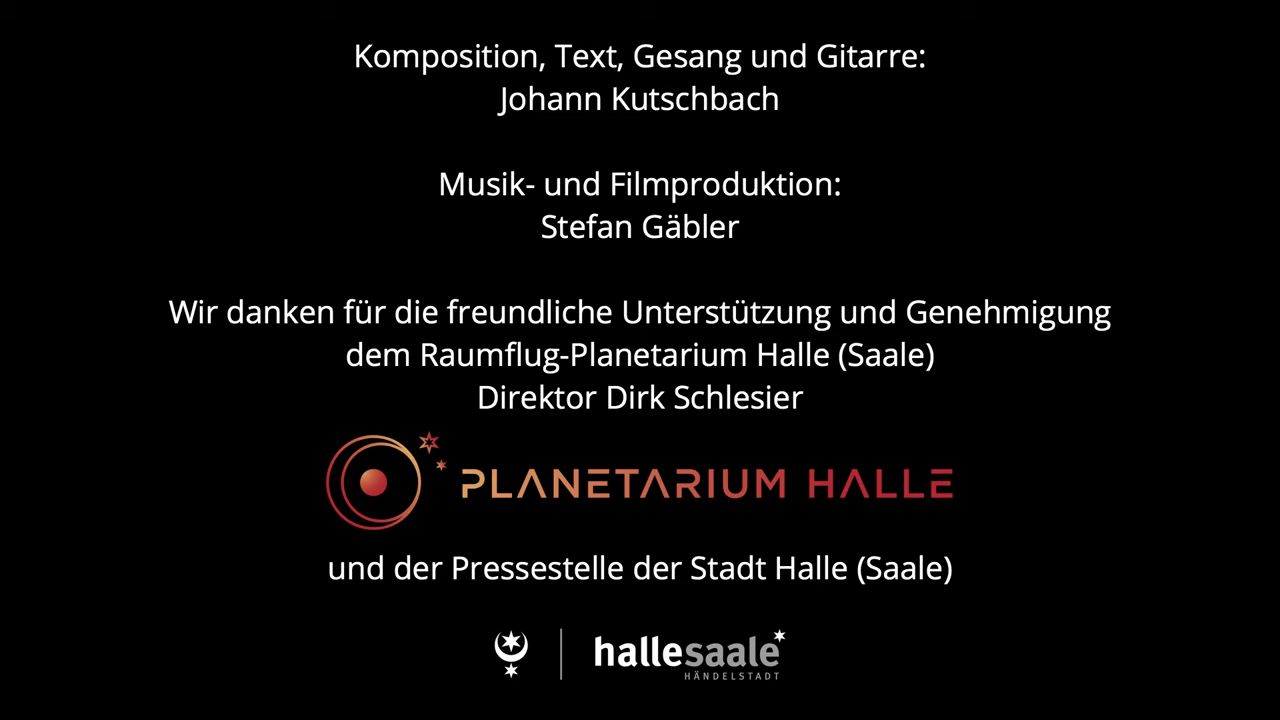 Komposition, Text, Gesang und Gitarre:
Johann Kutschbach
Musik- und Filmproduktion:
Stefan Gäbler
Wir danken für die freundliche Unterstützung und Genehmigung
dem Raumflug-Planetarium Halle (Saale)
Direktor Dirk Schlesier
PLANETARIUM HALLE
und der Pressestelle der Stadt Halle (Saale)
hallesaale
HÄNDELSTADT